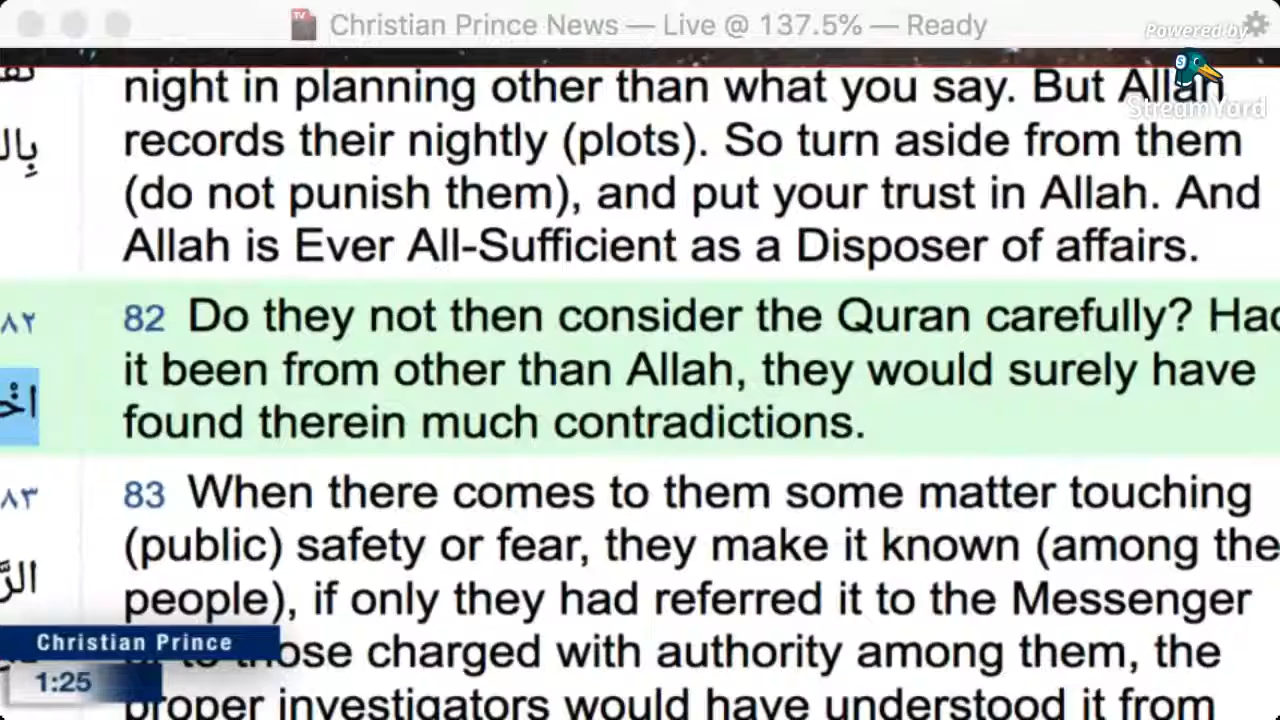 Christian Prince News — Live @ 137.5% — Ready
Powered by
StreamYard
night in planning other than what you say. But Allah
records their nightly (plots). So turn aside from them
(do not punish them), and put your trust in Allah. And
Allah is Ever All-Sufficient as a Disposer of affairs.
٨٢
82 Do they not then consider the Quran carefully? Had
it been from other than Allah, they would surely have
found therein much contradictions.
٨٣
83 When there comes to them some matter touching
(public) safety or fear, they make it known (among the
people), if only they had referred it to the Messenger
to those charged with authority among them, the
proper investigators would have understood it from
Christian Prince
1:25